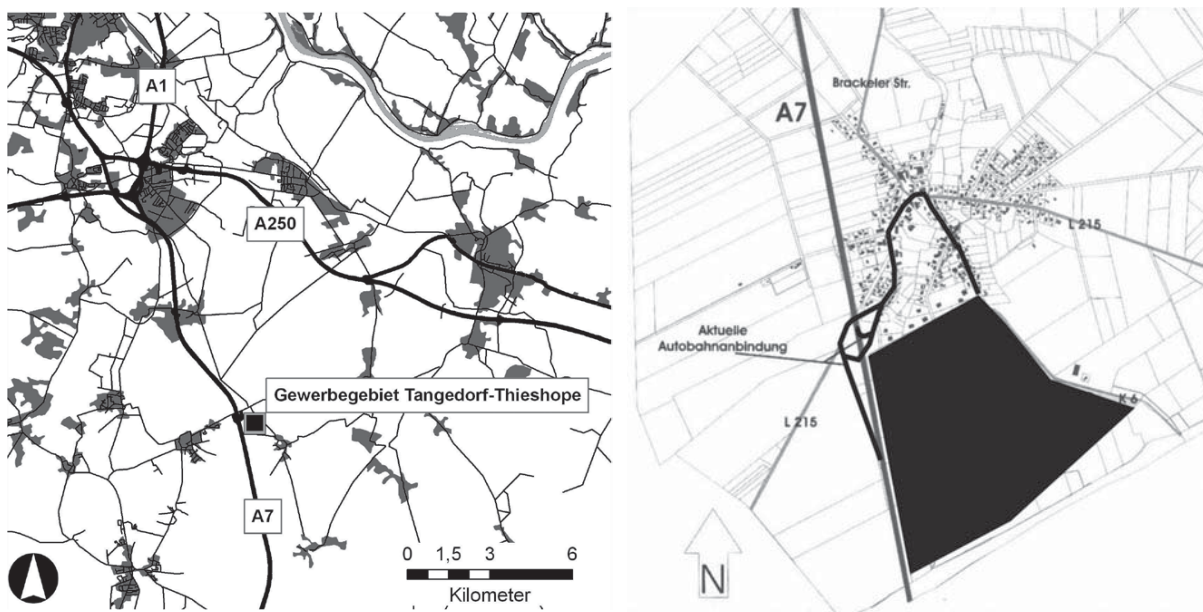 A1
A250
Gewerbegebiet Tangedorf-Thieshope
A7
0 1,5 3 6
Kilometer
Brackeler Str.
A7
L 215
Aktuelle
Autobahnanbindung
L 215
K 6
N